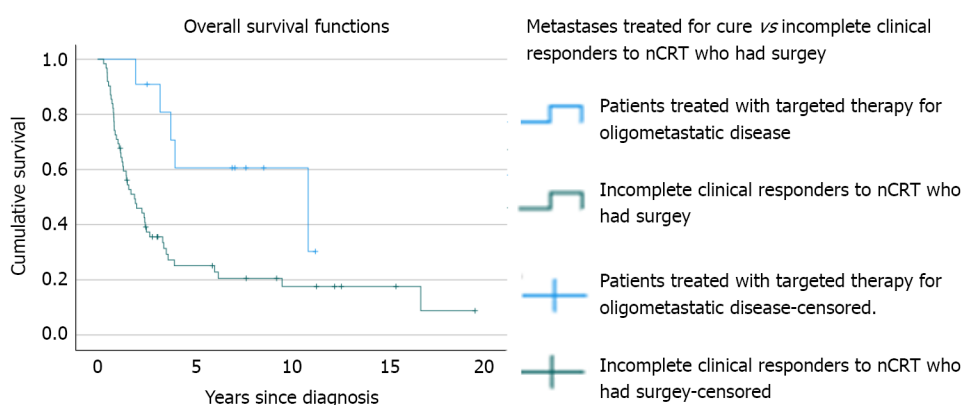 Overall survival functions
Cumulative survival
1.0
0.8
0.6
0.4
0.2
0.0
0 5 10 15 20
Years since diagnosis
Metastases treated for cure vs incomplete clinical
responders to nCRT who had surgey
Patients treated with targeted therapy for
oligometastatic disease
Incomplete clinical responders to nCRT who
had surgey
Patients treated with targeted therapy for
oligometastatic disease-censored.
Incomplete clinical responders to nCRT who
had surgey-censored